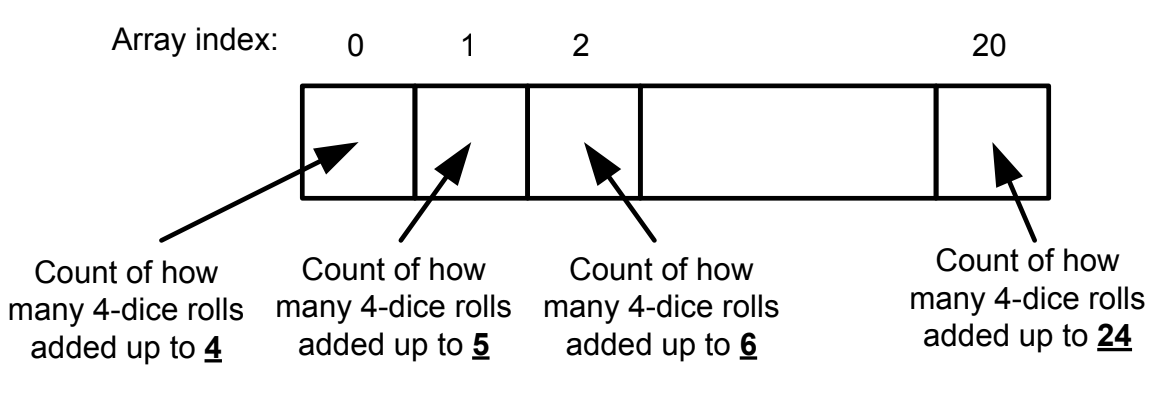 Array index: 0 1 2 20
Count of how
many 4-dice rolls
added up to 4
Count of how
many 4-dice rolls
added up to 5
Count of how
many 4-dice rolls
added up to 6
Count of how
many 4-dice rolls
added up to 24